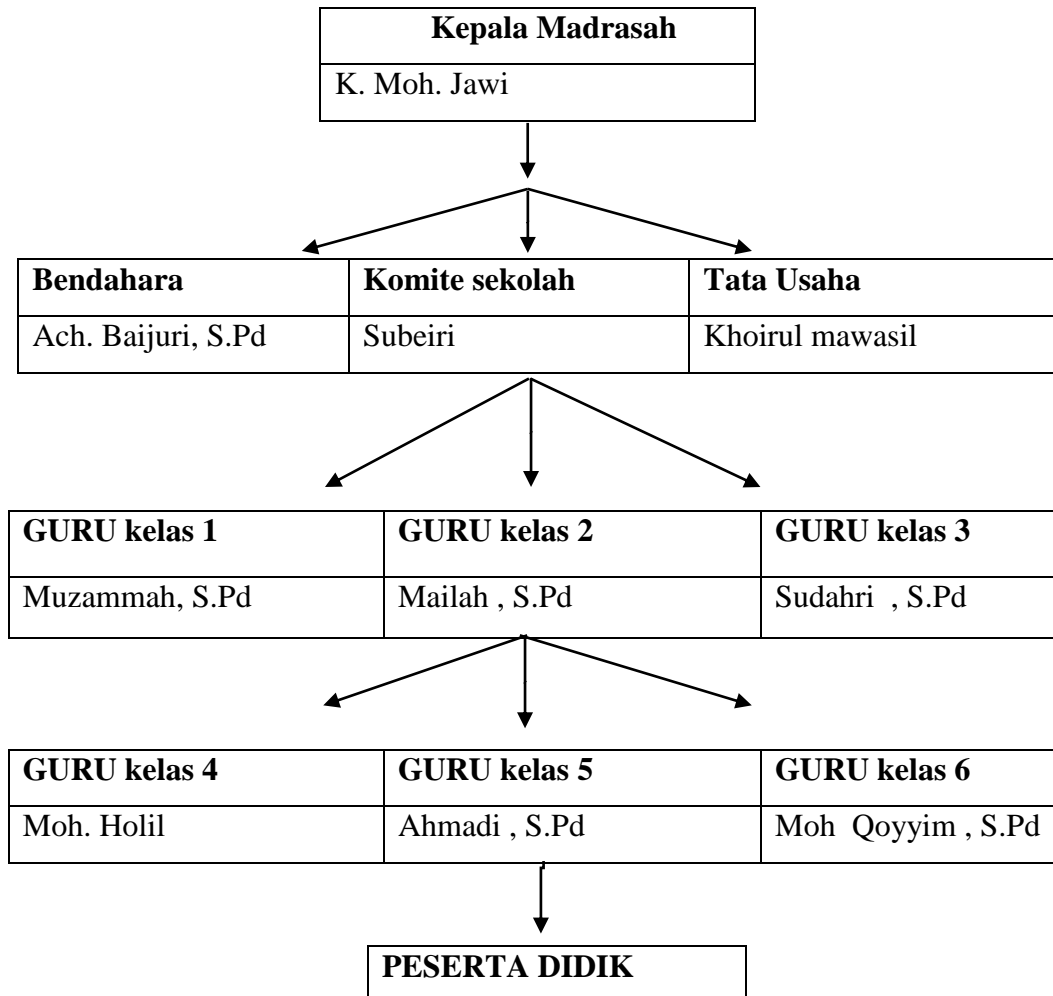 Kepala Madrasah
K. Moh. Jawi
Bendahara Komite sekolah Tata Usaha
Ach. Baijuri, S.Pd Subeiri Khoirul mawasil
GURU kelas 1 GURU kelas 2 GURU kelas 3
Muzammah, S.Pd Mailah , S.Pd Sudahri , S.Pd
GURU kelas 4 GURU kelas 5 GURU kelas 6
Moh. Holil Ahmadi , S.Pd Moh Qoyyim , S.Pd
PESERTA DIDIK